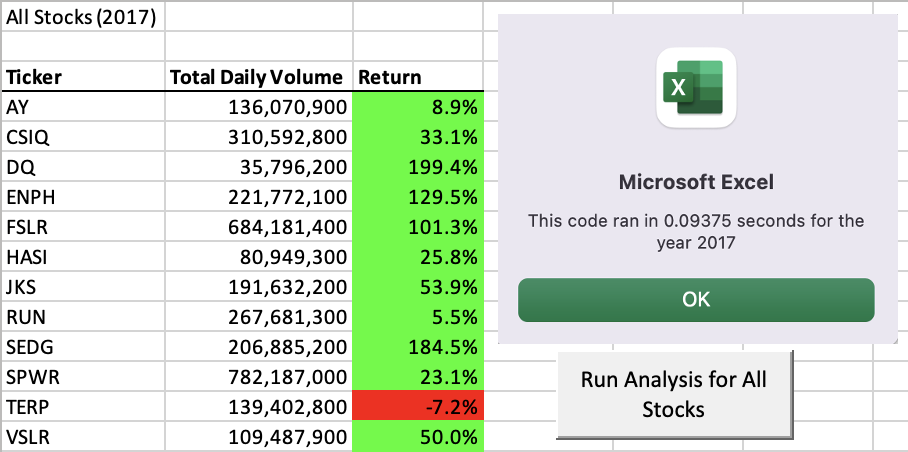 All Stocks (2017)
Ticker Total Daily Volume Return
AY 136,070,900 8.9%
CSIQ 310,592,800 33.1%
DQ 35,796,200 199.4%
ENPH 221,772,100 129.5%
FSLR 684,181,400 101.3%
HASI 80,949,300 25.8%
JKS 191,632,200 53.9%
RUN 267,681,300 5.5%
SEDG 206,885,200 184.5%
SPWR 782,187,000 23.1%
TERP 139,402,800 -7.2%
VSLR 109,487,900 50.0%
X
Microsoft Excel
This code ran in 0.09375 seconds for the
year 2017
OK
Run Analysis for All
Stocks